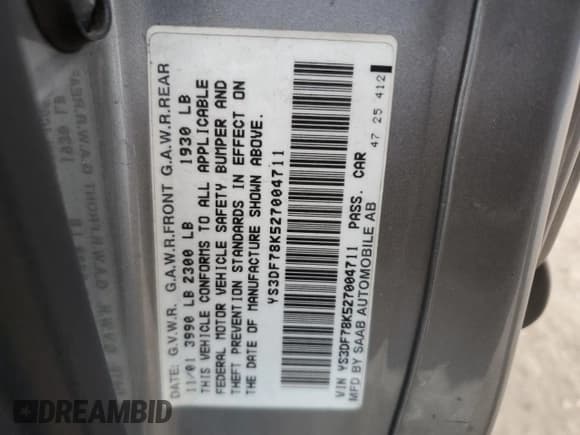 DATE: G.V.W.R. G.A.W.R.FRONT G.A.W.R.REAR
11/01 3990 LB 2300 LB 1930 LB
THIS VEHICLE CONFORMS TO ALL APPLICABLE
FEDERAL MOTOR VEHICLE SAFETY BUMPER AND
THEFT PREVENTION STANDARDS IN EFFECT ON
THE DATE OF MANUFACTURE SHOWN ABOVE.
YS3DF78K527004711
47 25 412
VIN YS3DF78K527004711 PASS. CAR
MFD BY SAAB AUTOMOBILE AB
DREAMBID